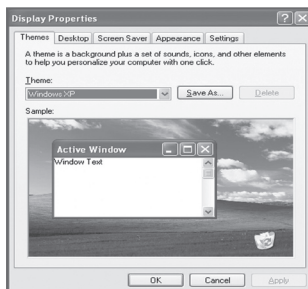 Display Properties
Themes Desktop Screen Saver Appearance Settings
A theme is a background plus a set of sounds, icons, and other elements
to help you personalize your computer with one click.
Theme:
Windows XP Save As... Delete
Sample:
Active Window
Window Text
OK Cancel Apply